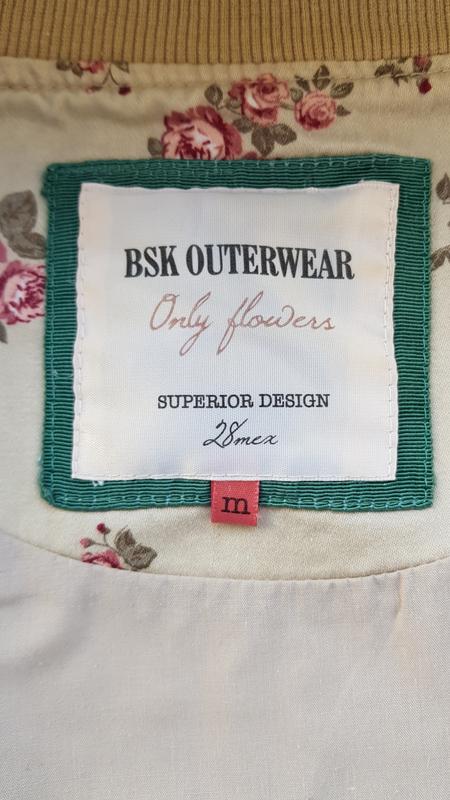 BSK OUTERWEAR
Only flowers
SUPERIOR DESIGN
28mex
m